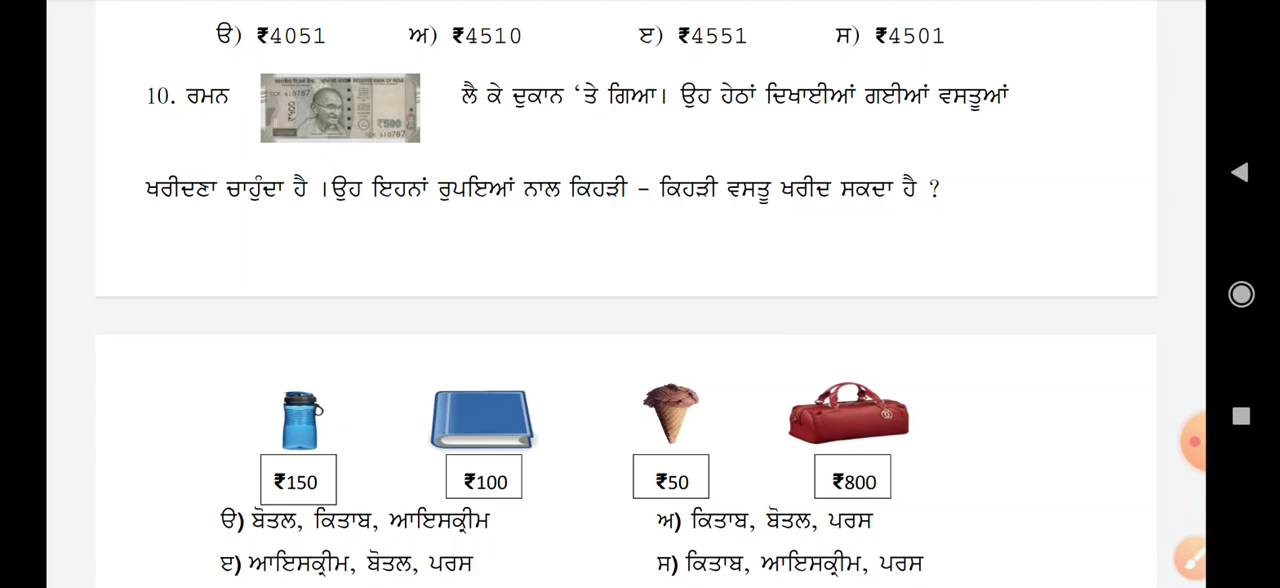 ੳ) ₹4051 ਅ) ₹4510 ੲ) ₹4551 ਸ) ₹4501
10. ਰਮਨ ਲੈ ਕੇ ਦੁਕਾਨ ‘ਤੇ ਗਿਆ। ਉਹ ਹੇਠਾਂ ਦਿਖਾਈਆਂ ਗਈਆਂ ਵਸਤੂਆਂ
₹500
ਖਰੀਦਣਾ ਚਾਹੁੰਦਾ ਹੈ ।ਉਹ ਇਹਨਾਂ ਰੁਪਇਆਂ ਨਾਲ ਕਿਹੜੀ - ਕਿਹੜੀ ਵਸਤੂ ਖਰੀਦ ਸਕਦਾ ਹੈ ?
₹150 ₹100 ₹50 ₹800
ੳ) ਬੋਤਲ, ਕਿਤਾਬ, ਆਇਸਕ੍ਰੀਮ ਅ) ਕਿਤਾਬ, ਬੋਤਲ, ਪਰਸ
ੲ) ਆਇਸਕ੍ਰੀਮ, ਬੋਤਲ, ਪਰਸ ਸ) ਕਿਤਾਬ, ਆਇਸਕ੍ਰੀਮ, ਪਰਸ